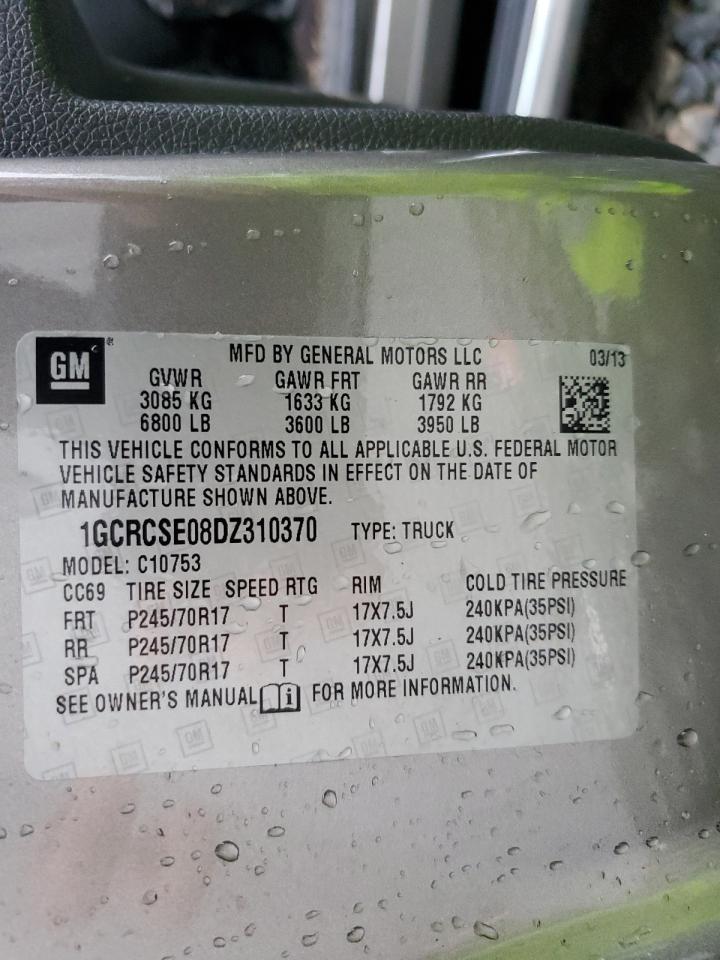 GM
MFD BY GENERAL MOTORS LLC 03/13
GVWR GAWR FRT GAWR RR
3085 KG 1633 KG 1792 KG
6800 LB 3600 LB 3950 LB
THIS VEHICLE CONFORMS TO ALL APPLICABLE U.S. FEDERAL MOTOR
VEHICLE SAFETY STANDARDS IN EFFECT ON THE DATE OF
MANUFACTURE SHOWN ABOVE.
1GCRCSE08DZ310370 TYPE: TRUCK
MODEL: C10753
CC69 TIRE SIZE SPEED RTG RIM COLD TIRE PRESSURE
FRT P245/70R17 T 17X7.5J 240KPA(35PSI)
RR P245/70R17 T 17X7.5J 240KPA(35PSI)
SPA P245/70R17 T 17X7.5J 240KPA(35PSI)
SEE OWNER'S MANUAL i FOR MORE INFORMATION.